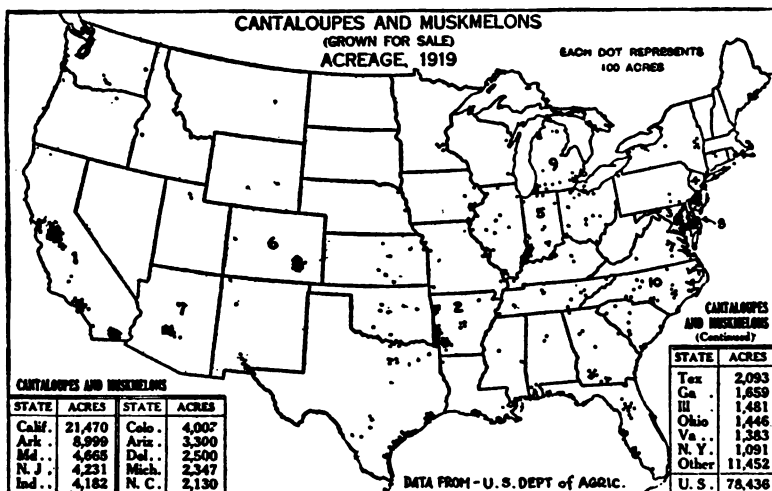 CANTALOUPES AND MUSKMELONS
(GROWN FOR SALE)
ACREAGE, 1919
EACH DOT REPRESENTS
100 ACRES
1
2
5
6
7
8
9
10
CANTALOUPES AND MUSKMELONS
STATE ACRES STATE ACRES
Calif. 21,470 Colo. 4,007
Ark. 8,999 Ariz. 3,300
Md.. 4,665 Del.. 2,500
N. J. 4,231 Mich. 2,347
Ind.. 4,182 N. C. 2,130
DATA FROM - U.S. DEPT of AGRIC.
CANTALOUPES
AND MUSKMELONS
(Continued)
STATE ACRES
Tex 2,093
Ga 1,659
Ill 1,481
Ohio 1,446
Va.. 1,383
N. Y. 1,091
Other 11,452
U. S. 78,436